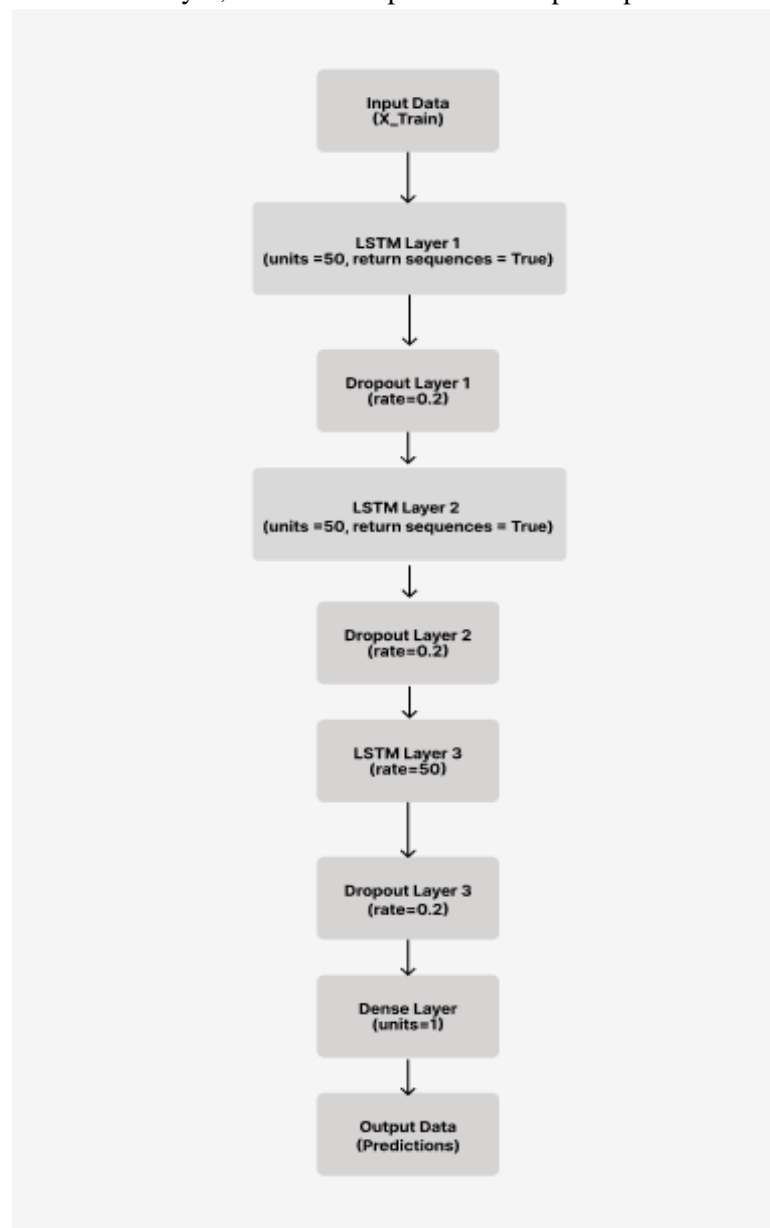 Input Data
(X_Train)
LSTM Layer 1
(units =50, return sequences = True)
Dropout Layer 1
(rate=0.2)
LSTM Layer 2
(units =50, return sequences = True)
Dropout Layer 2
(rate=0.2)
LSTM Layer 3
(rate=50)
Dropout Layer 3
(rate=0.2)
Dense Layer
(units=1)
Output Data
(Predictions)